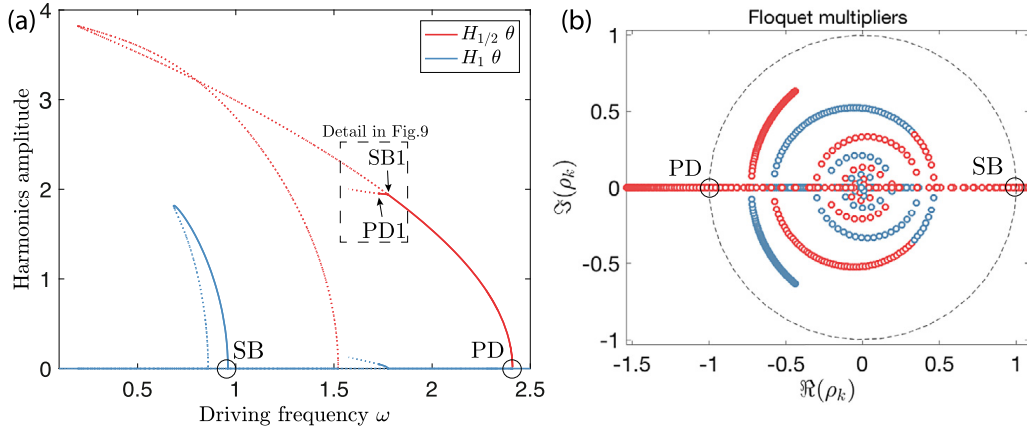 (a)
H1/2 θ
H1 θ
Detail in Fig.9
SB1
PD1
SB
PD
4
3
2
1
0
0.5
1
1.5
2
2.5
Harmonics amplitude
Driving frequency ω
(b)
Floquet multipliers
PD
SB
1
0.5
0
-0.5
-1
-1.5
-1
-0.5
0
0.5
1
ℑ(ρk)
ℜ(ρk)